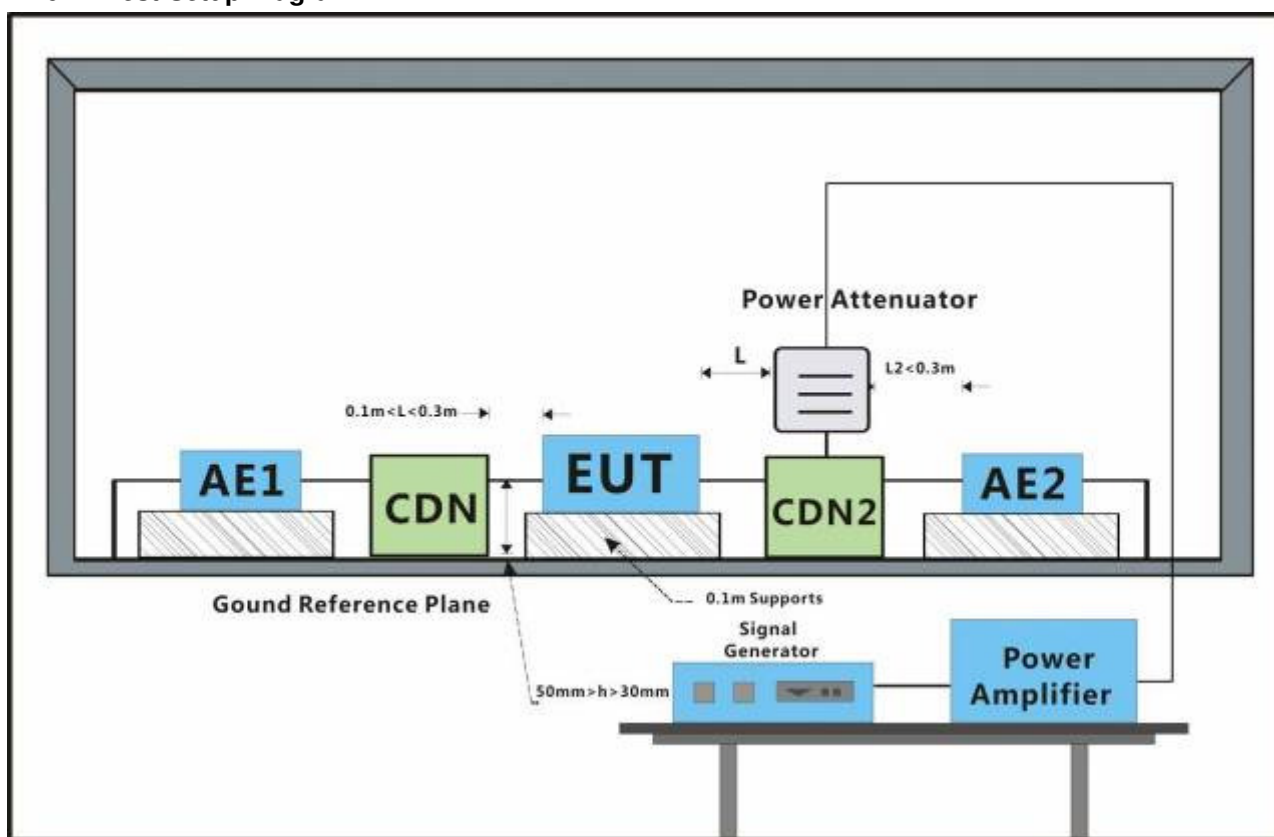 Power Attenuator
L
L2<0.3m
0.1m<L<0.3m
AE1
CDN
EUT
CDN2
AE2
Gound Reference Plane
0.1m Supports
Signal
Generator
50mm>h>30mm
Power
Amplifier